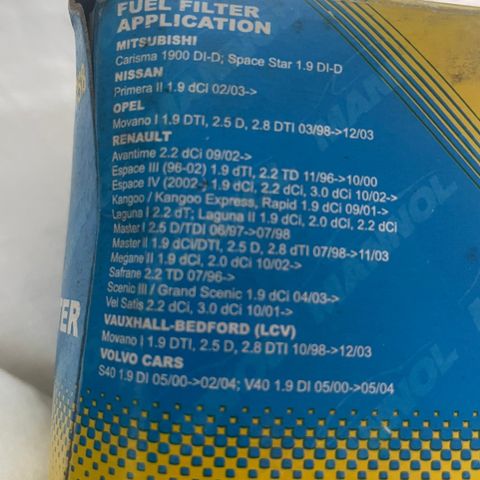 FUEL FILTER
APPLICATION
MITSUBISHI
Carisma 1900 DI-D; Space Star 1.9 DI-D
NISSAN
Primera II 1.9 dCi 02/03->
OPEL
Movano I 1.9 DTI, 2.5 D, 2.8 DTI 03/98->12/03
RENAULT
Avantime 2.2 dCi 09/02->
Espace III (96-02) 1.9 dTI, 2.2 TD 11/96->10/00
Espace IV (2002-) 1.9 dCi, 2.2 dCi, 3.0 dCi 10/02->
Kangoo / Kangoo Express, Rapid 1.9 dCi 09/01->
Laguna I 2.2 dT; Laguna II 1.9 dCi, 2.0 dCi, 2.2 dCi
Master I 2.5 D/TDI 06/97->07/98
Master II 1.9 dCi/DTI, 2.5 D, 2.8 dTI 07/98->11/03
Megane II 1.9 dCi, 2.0 dCi 10/02->
Safrane 2.2 TD 07/96->
Scenic III / Grand Scenic 1.9 dCi 04/03->
Vel Satis 2.2 dCi, 3.0 dCi 10/01->
VAUXHALL-BEDFORD (LCV)
Movano I 1.9 DTI, 2.5 D, 2.8 DTI 10/98->12/03
VOLVO CARS
S40 1.9 DI 05/00->02/04; V40 1.9 DI 05/00->05/04
MANNOL